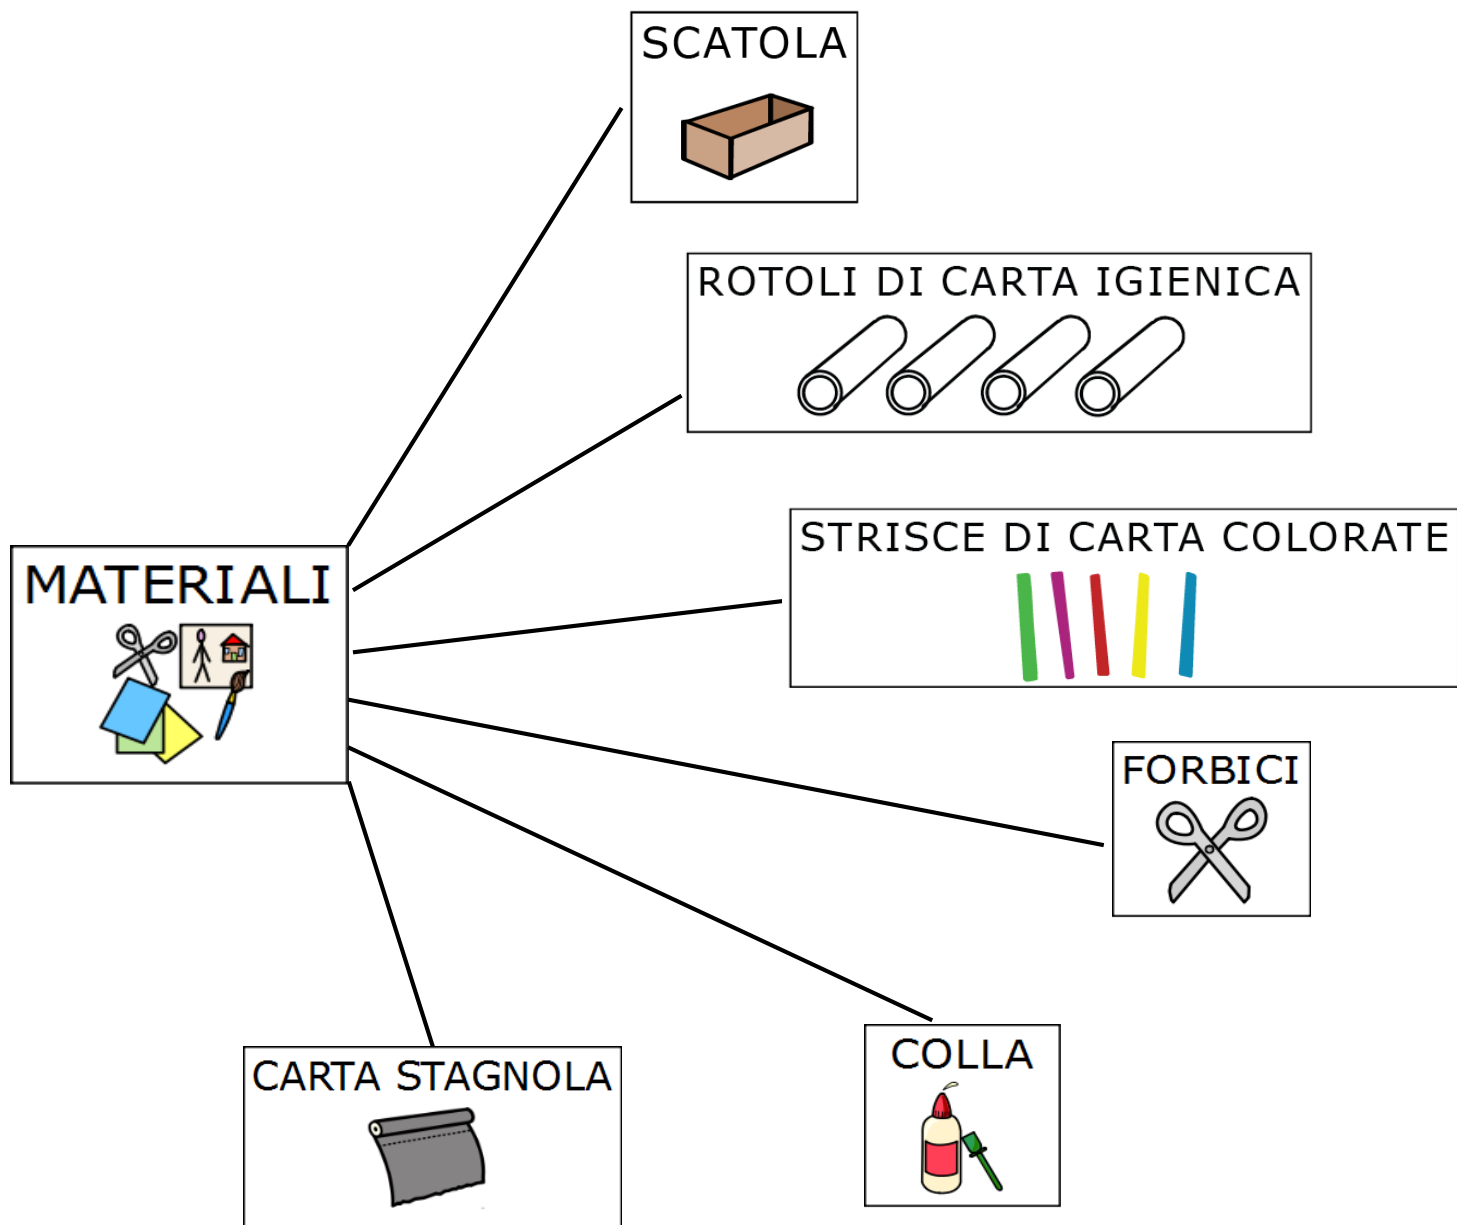 SCATOLA
ROTOLI DI CARTA IGIENICA
STRISCE DI CARTA COLORATE
MATERIALI
FORBICI
COLLA
CARTA STAGNOLA